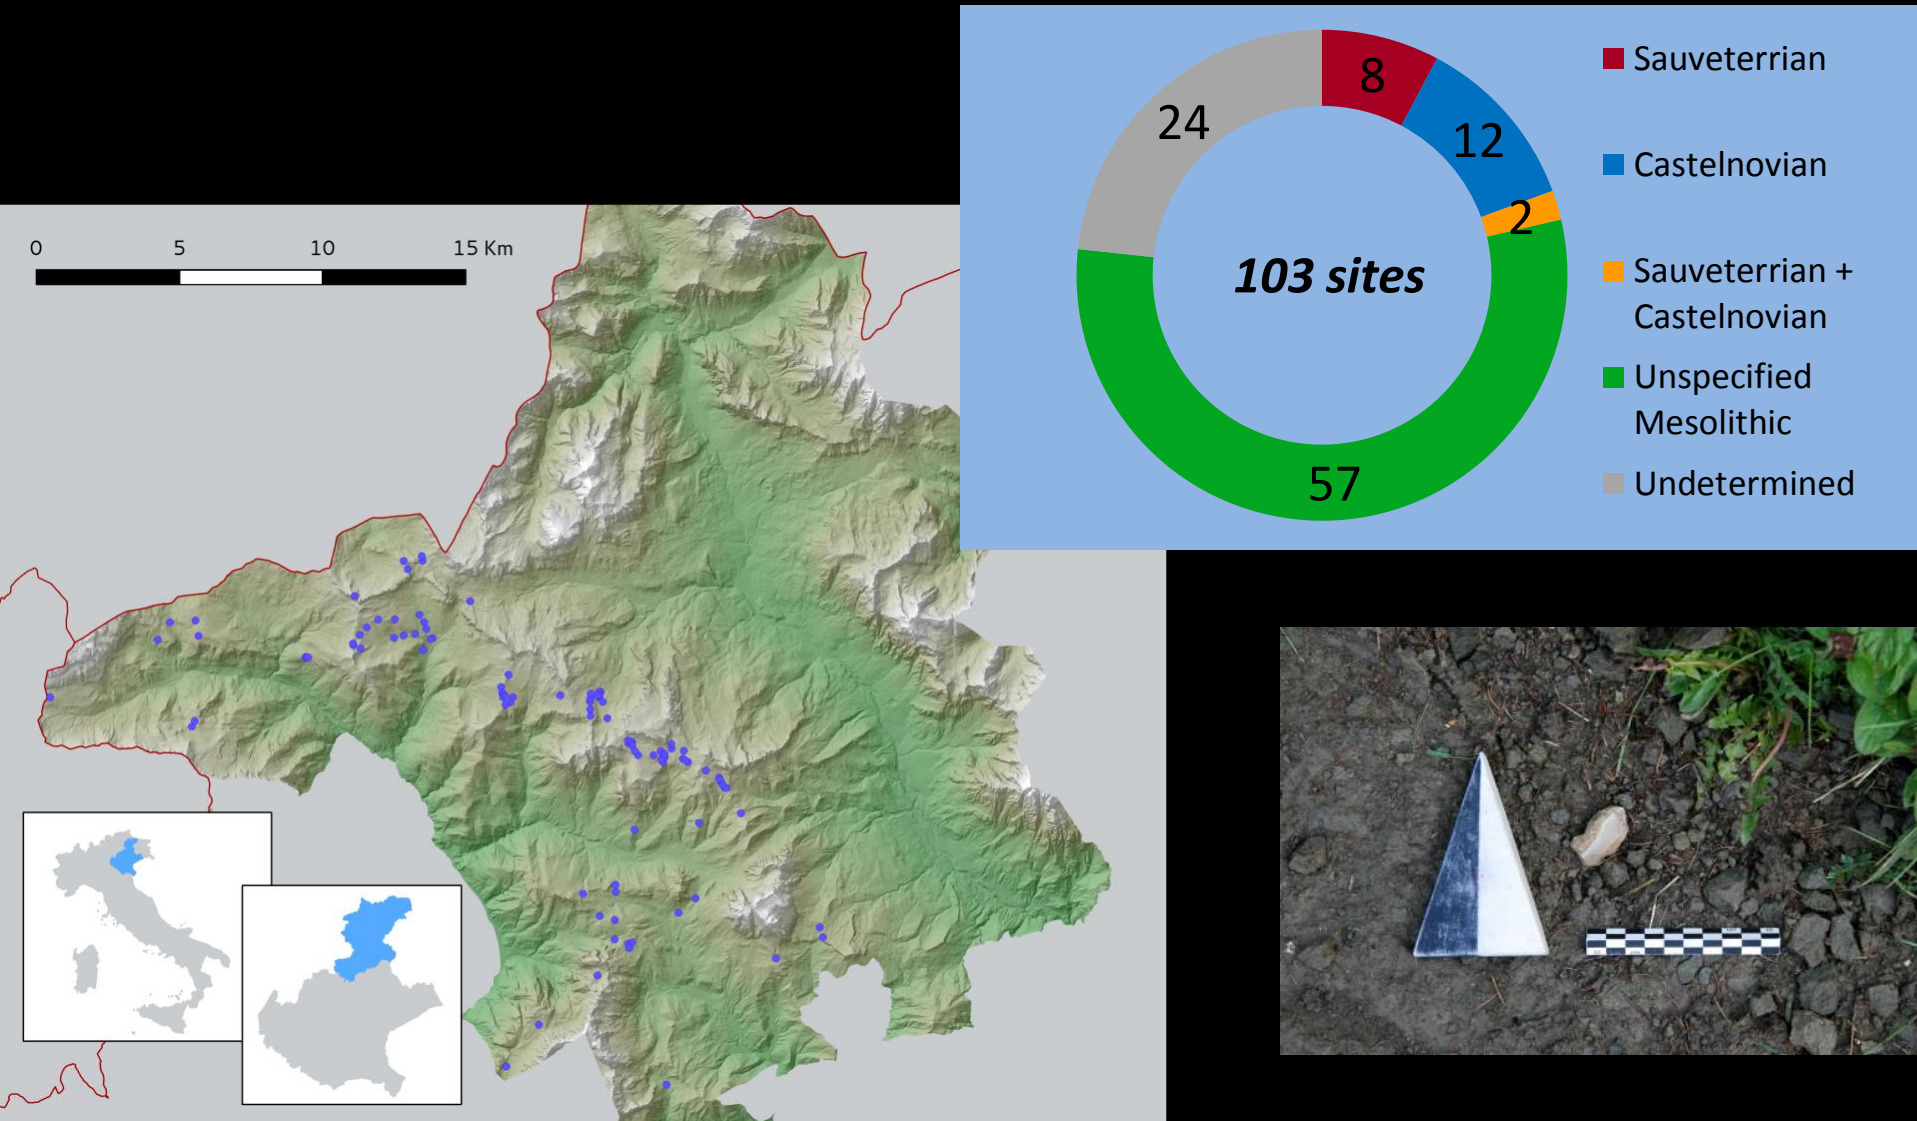 0 5 10 15 Km
8
12
2
57
24
103 sites
Sauveterrian
Castelnovian
Sauveterrian +
Castelnovian
Unspecified
Mesolithic
Undetermined